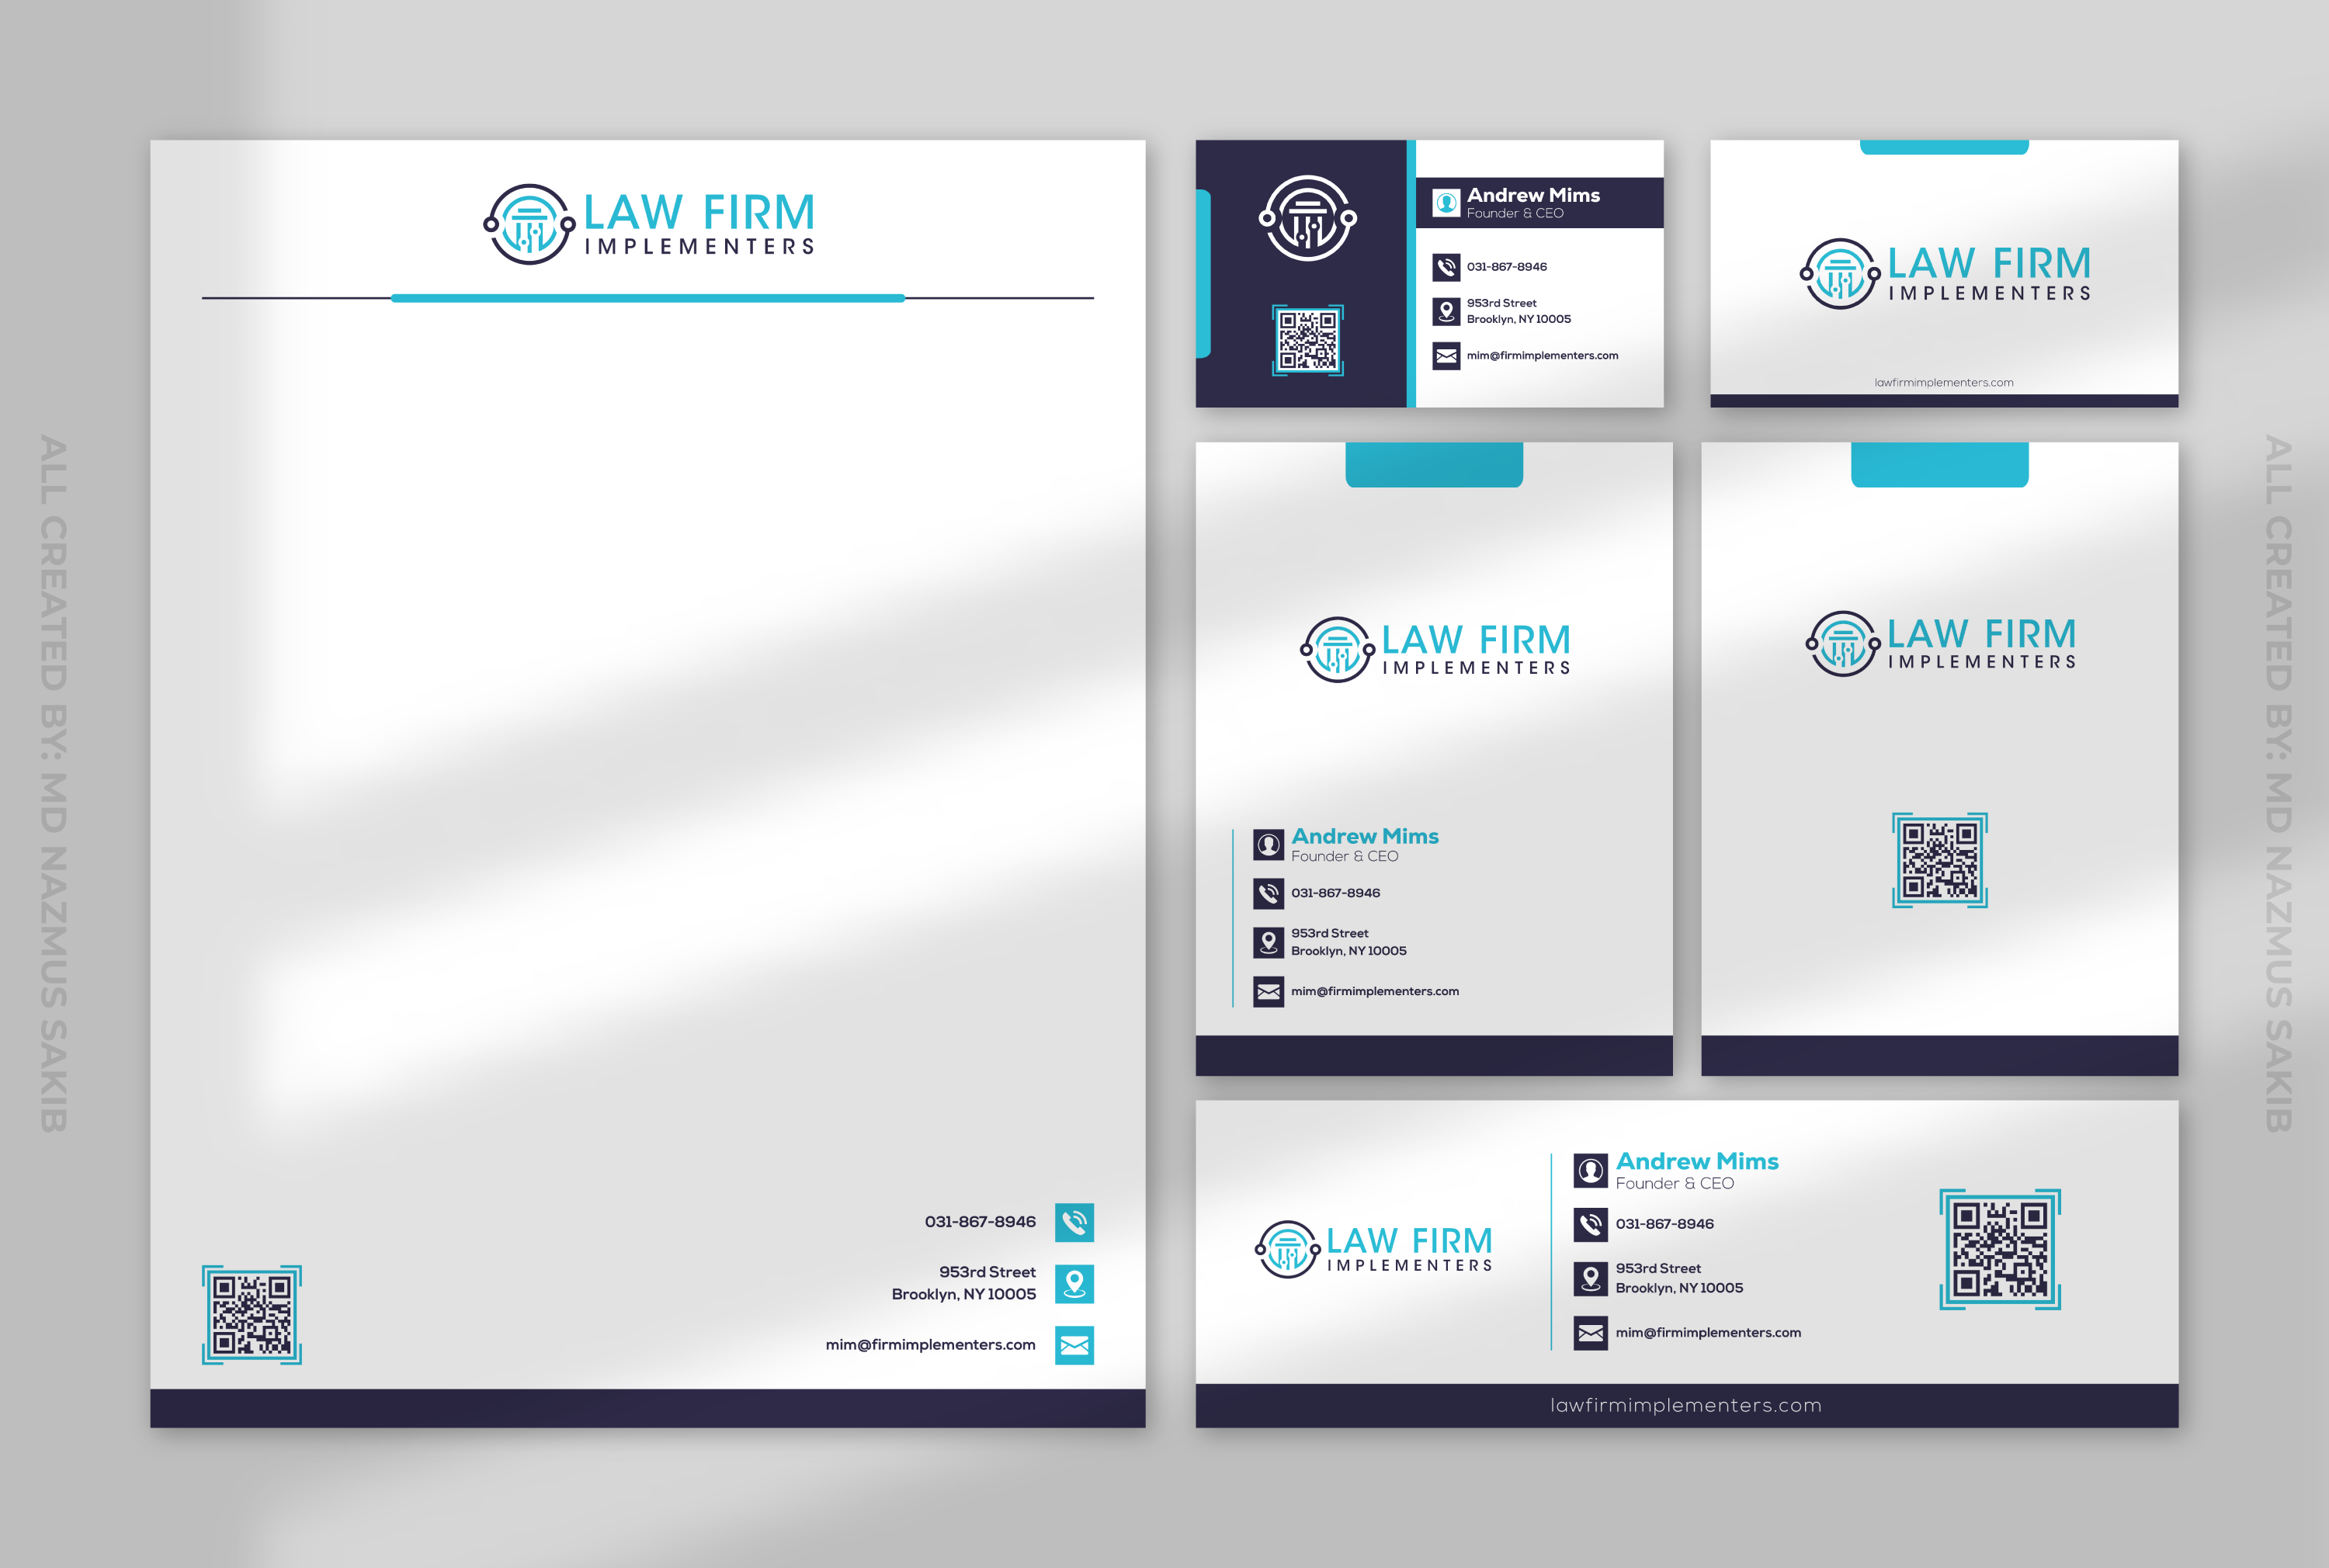 ALL CREATED BY: MD NAZMUS SAKIB
LAW FIRM
IMPLEMENTERS
031-867-8946
953rd Street
Brooklyn, NY 10005
mim@firmimplementers.com
Andrew Mims
Founder & CEO
031-867-8946
953rd Street
Brooklyn, NY 10005
mim@firmimplementers.com
LAW FIRM
IMPLEMENTERS
lawfirmimplementers.com
LAW FIRM
IMPLEMENTERS
Andrew Mims
Founder & CEO
031-867-8946
953rd Street
Brooklyn, NY 10005
mim@firmimplementers.com
LAW FIRM
IMPLEMENTERS
LAW FIRM
IMPLEMENTERS
Andrew Mims
Founder & CEO
031-867-8946
953rd Street
Brooklyn, NY 10005
mim@firmimplementers.com
lawfirmimplementers.com
ALL CREATED BY: MD NAZMUS SAKIB